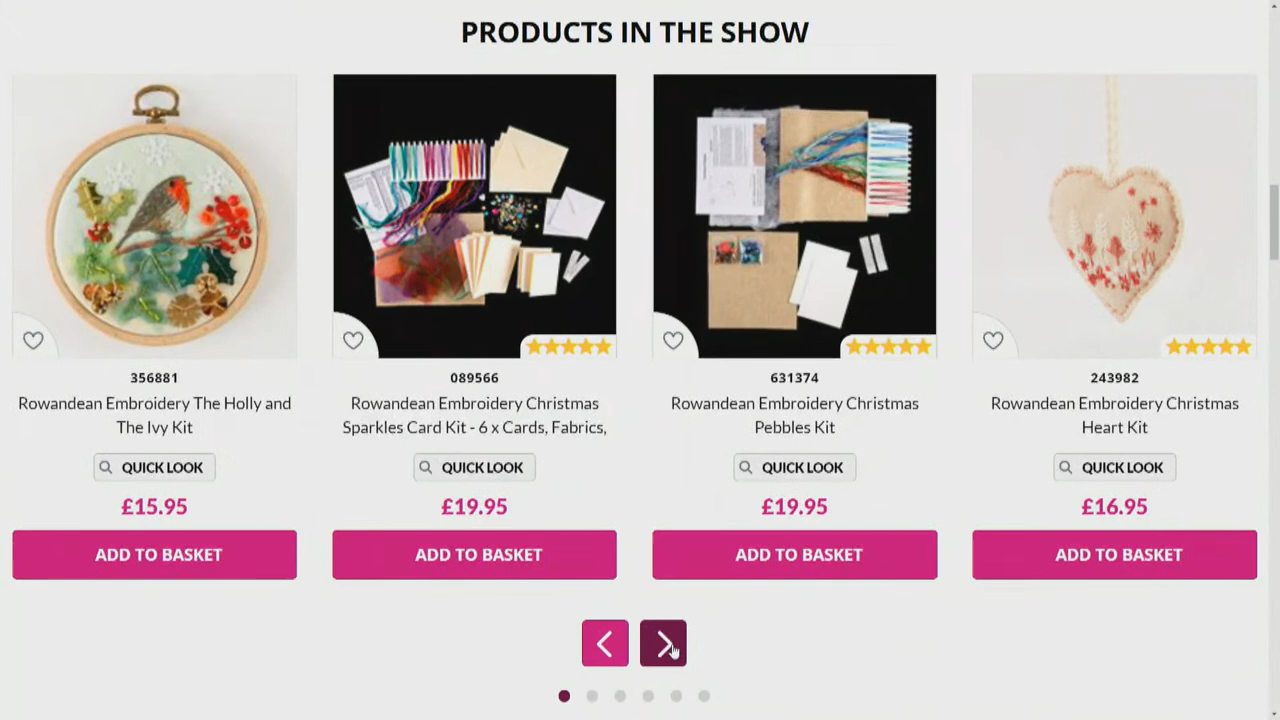 PRODUCTS IN THE SHOW
356881
Rowandean Embroidery The Holly and
The Ivy Kit
QUICK LOOK
£15.95
ADD TO BASKET
089566
Rowandean Embroidery Christmas
Sparkles Card Kit - 6 x Cards, Fabrics,
QUICK LOOK
£19.95
ADD TO BASKET
631374
Rowandean Embroidery Christmas
Pebbles Kit
QUICK LOOK
£19.95
ADD TO BASKET
243982
Rowandean Embroidery Christmas
Heart Kit
QUICK LOOK
£16.95
ADD TO BASKET